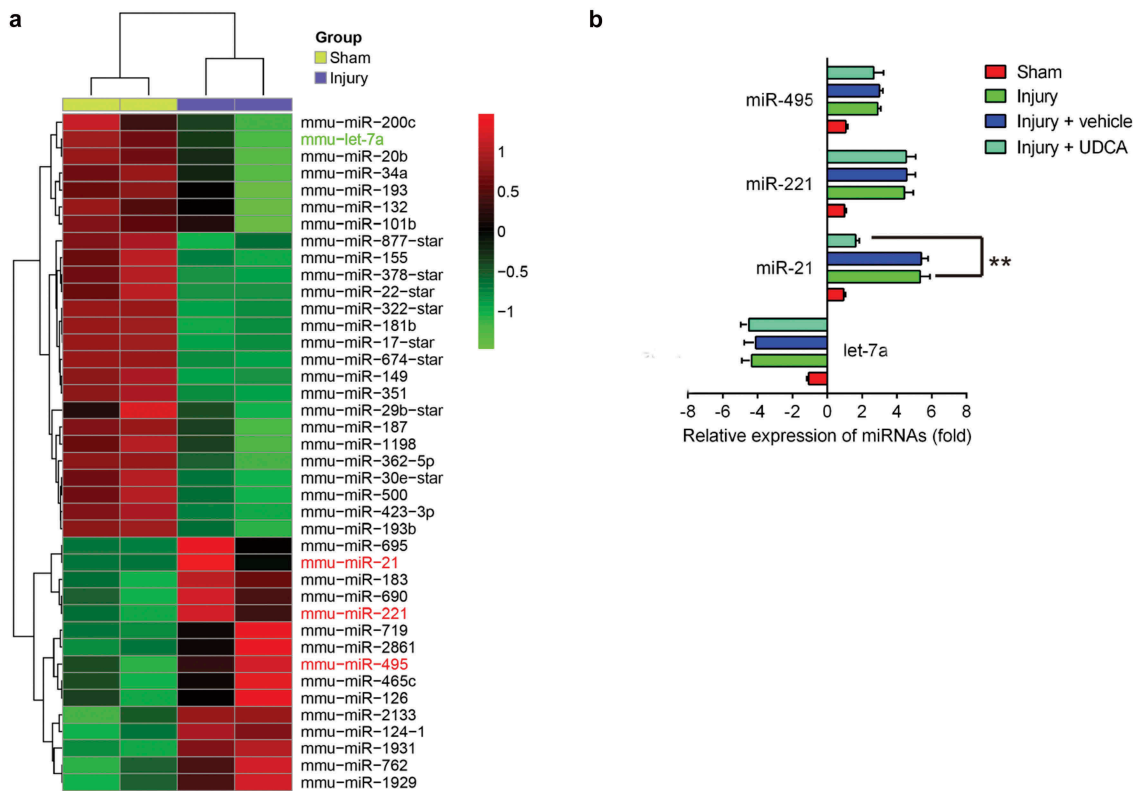 a
Group
Sham
Injury
mmu-miR-200c
mmu-let-7a
mmu-miR-20b
mmu-miR-34a
mmu-miR-193
mmu-miR-132
mmu-miR-101b
mmu-miR-877-star
mmu-miR-155
mmu-miR-378-star
mmu-miR-22-star
mmu-miR-322-star
mmu-miR-181b
mmu-miR-17-star
mmu-miR-674-star
mmu-miR-149
mmu-miR-351
mmu-miR-29b-star
mmu-miR-187
mmu-miR-1198
mmu-miR-362-5p
mmu-miR-30e-star
mmu-miR-500
mmu-miR-423-3p
mmu-miR-193b
mmu-miR-695
mmu-miR-21
mmu-miR-183
mmu-miR-690
mmu-miR-221
mmu-miR-719
mmu-miR-2861
mmu-miR-495
mmu-miR-465c
mmu-miR-126
mmu-miR-2133
mmu-miR-124-1
mmu-miR-1931
mmu-miR-762
mmu-miR-1929
1
0.5
0
-0.5
-1
b
miR-495
miR-221
miR-21
**
let-7a
Sham
Injury
Injury + vehicle
Injury + UDCA
-8 -6 -4 -2 0 2 4 6 8
Relative expression of miRNAs (fold)